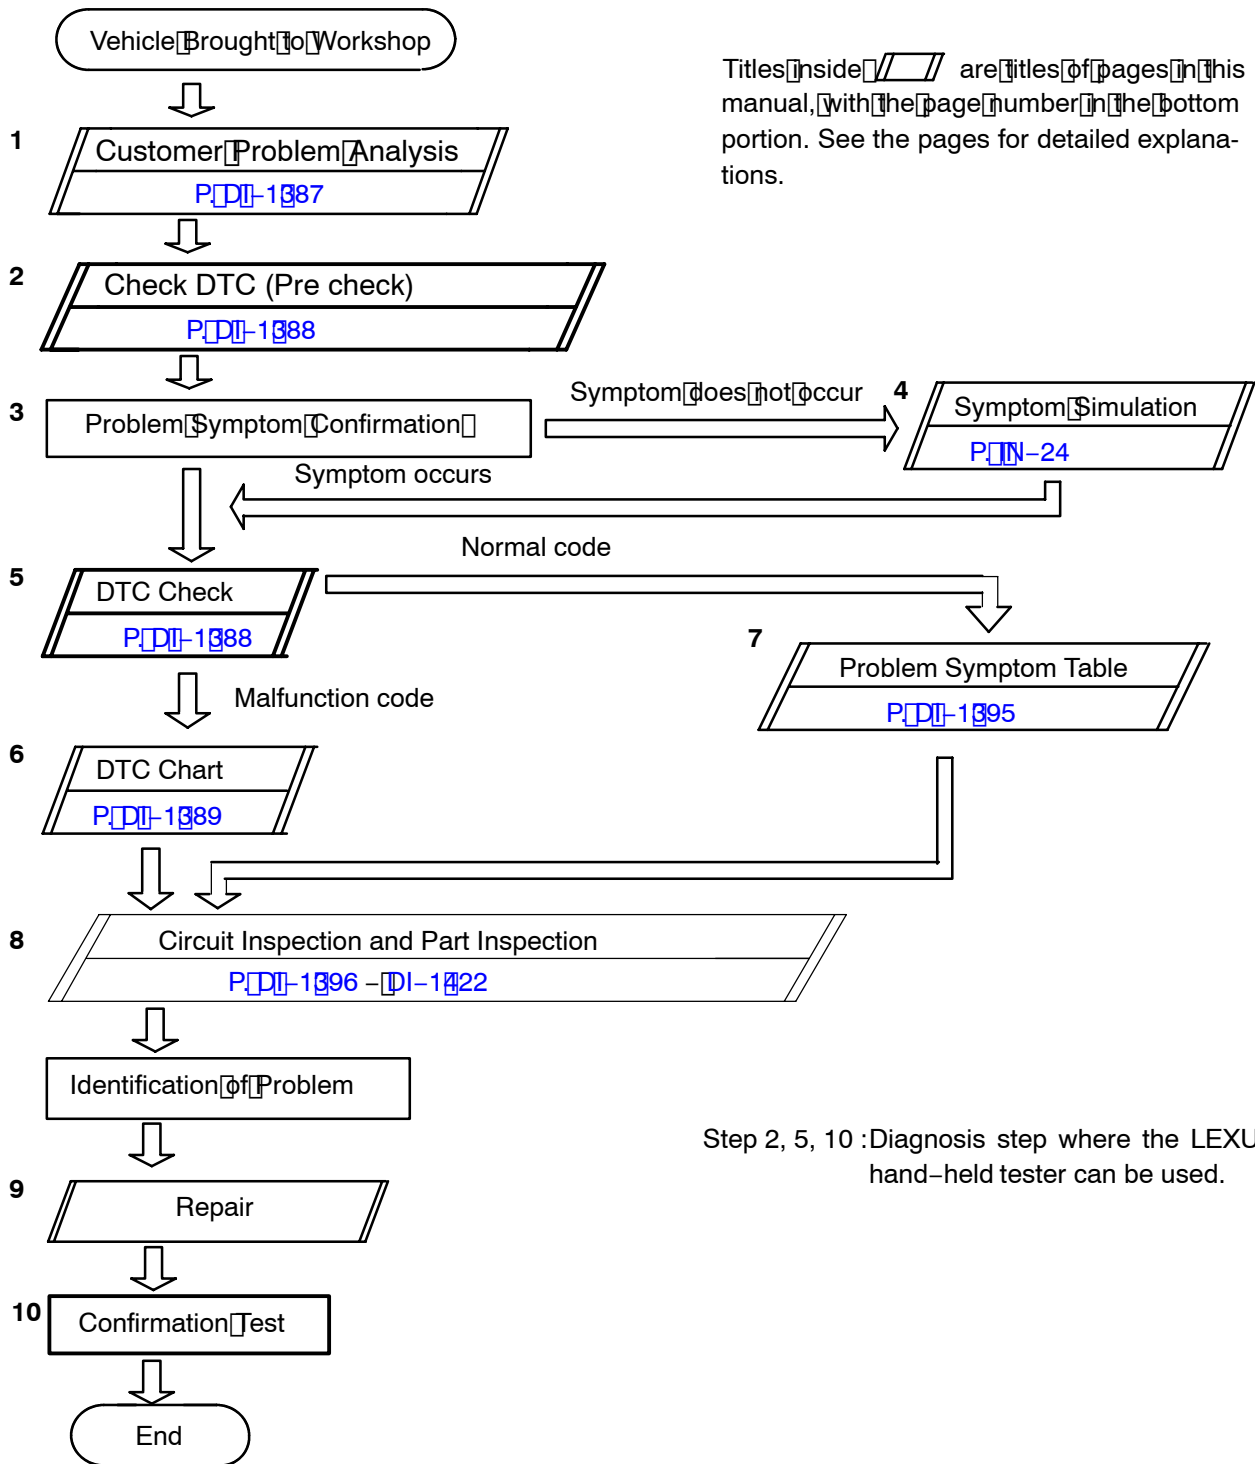 Vehicle Brought to Workshop
Titles inside are titles of pages in this
manual, with the page number in the bottom
portion. See the pages for detailed explana-
tions.
1
Customer Problem Analysis
P. DI–1387
2
Check DTC (Pre check)
P. DI–1388
3
Problem Symptom Confirmation
Symptom does not occur
4
Symptom Simulation
P. IN–24
Symptom occurs
Normal code
5
DTC Check
P. DI–1388
7
Problem Symptom Table
P. DI–1395
Malfunction code
6
DTC Chart
P. DI–1389
8
Circuit Inspection and Part Inspection
P. DI–1396 – DI–1422
Identification of Problem
Step 2, 5, 10 :Diagnosis step where the LEXU
hand–held tester can be used.
9
Repair
10
Confirmation Test
End